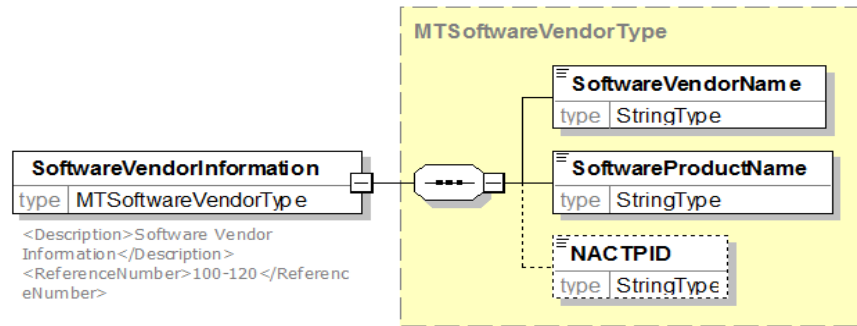 MTSoftwareVendorType
SoftwareVendorName
type StringType
SoftwareProductName
type StringType
NACTPID
type StringType
SoftwareVendorInformation
type MTSoftwareVendorType
<Description>Software Vendor
Information</Description>
<ReferenceNumber>100-120</Referenc
eNumber>